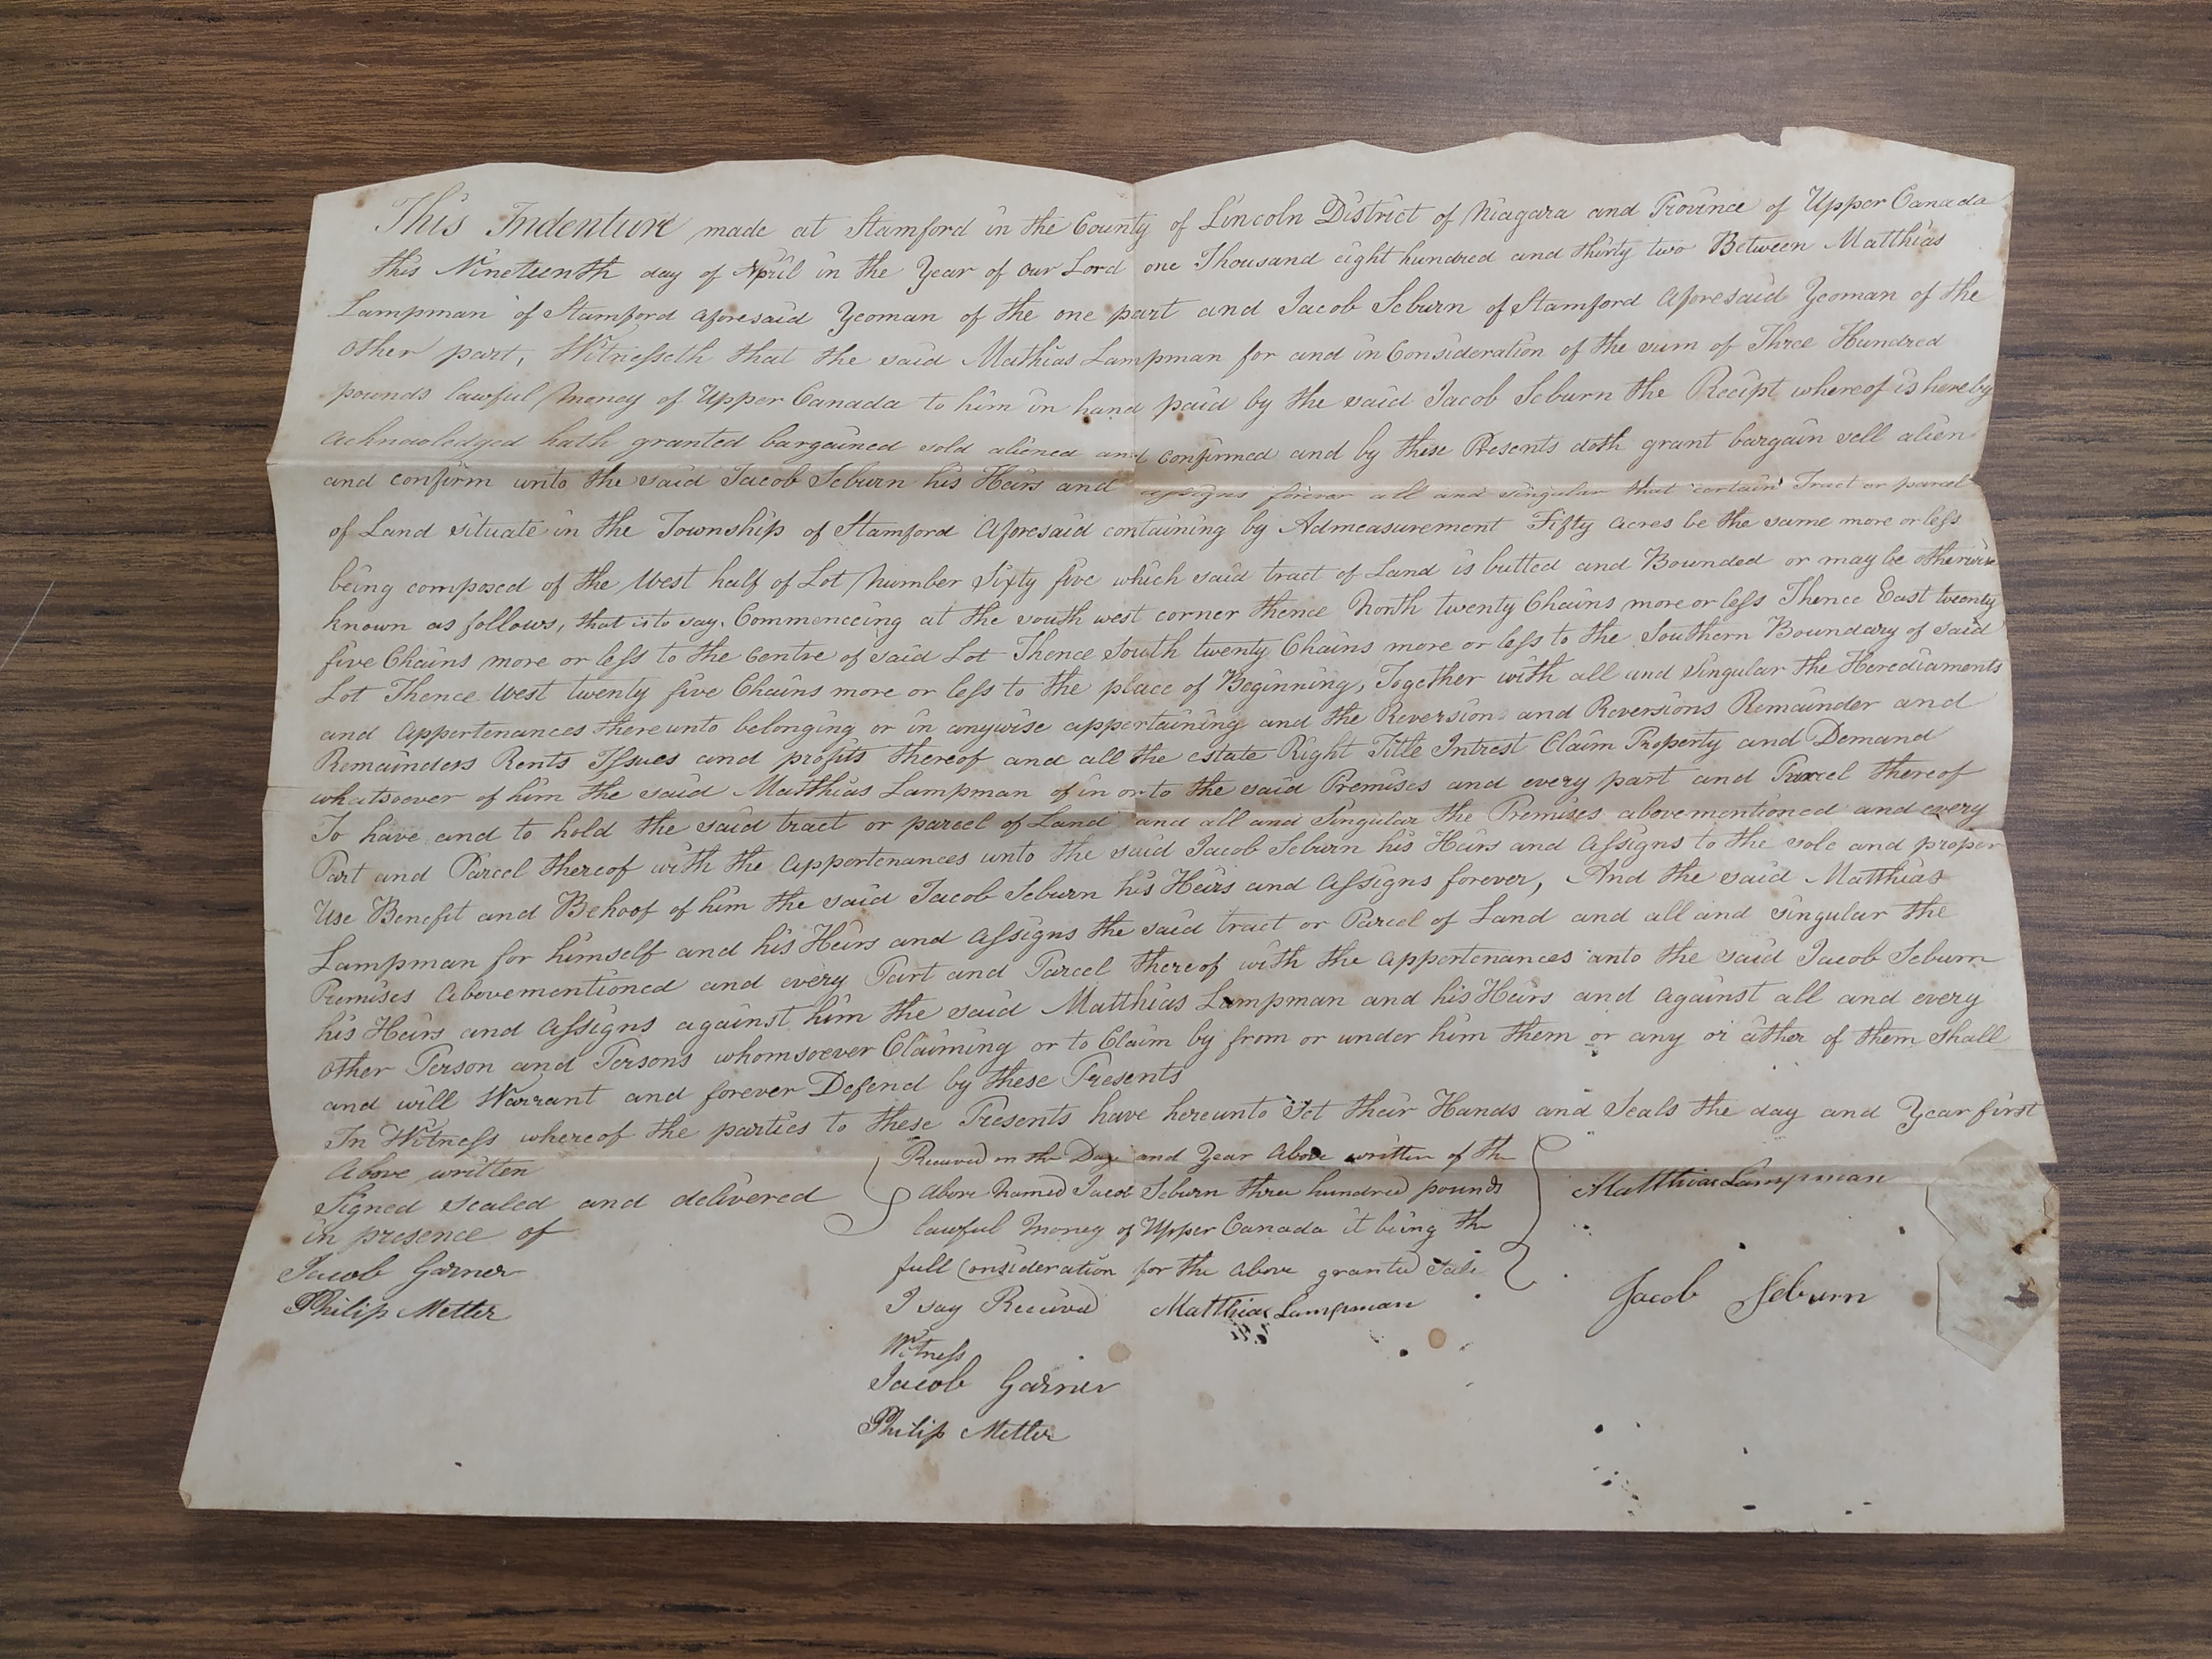 This Indenture made at Stamford in the County of Lincoln District of Niagara and Province of Upper Canada
this Nineteenth day of April in the Year of our Lord one Thousand eight hundred and thirty two Between Matthias
Lampman of Stamford aforesaid Yeoman of the one part and Jacob Seburn of Stamford Aforesaid Yeoman of the
other part, Witnesseth that the said Mathias Lampman for and in Consideration of the sum of Three Hundred
pounds lawful Money of Upper Canada to him in hand paid by the said Jacob Seburn the Receipt whereof is hereby
Acknowledged hath granted bargained sold aliened and Confirmed and by these Presents doth grant bargain sell alien
and confirm unto the said Jacob Seburn his Heirs and assigns forever all and singular that certain Tract or parcel
of Land situate in the Township of Stamford Aforesaid containing by Admeasurement Fifty Acres be the same more or less
being composed of the West half of Lot Number Sixty five which said tract of Land is butted and Bounded or may be otherwise
known as follows, that is to say, Commencing at the south west corner thence North twenty Chains more or less Thence East twenty
five Chains more or less to the Centre of said Lot Thence South twenty Chains more or less to the Southern Boundary of said
Lot Thence West twenty five Chains more or less to the place of Beginning, Together with all and singular the Herediaments
and Appertenances thereunto belonging or in anywise appertaining and the Reversion and Reversions Remainder and
Remainders Rents Issues and profits thereof and all the estate Right Title Intrest Claim Property and Demand
whatsoever of him the said Matthias Lampman of in or to the said Premises and every part and Parcel thereof
To have and to hold the said tract or parcel of Land and all and Singular the Premises abovementioned and every
Part and Parcel thereof with the Appertenances unto the said Jacob Seburn his Heirs and Assigns to the sole and proper
Use Benefit and Behoof of him the said Jacob Seburn his Heirs and Assigns forever, And the said Matthias
Lampman for himself and his Heirs and Assigns the said tract or Parcel of Land and all and singular the
Premises Abovementioned and every Part and Parcel thereof with the Appertenances unto the said Jacob Seburn
his Heirs and Assigns against him the said Matthias Lampman and his Heirs and against all and every
other Person and Persons whomsoever Claiming or to Claim by from or under him them or any or either of them shall
and will Warrant and forever Defend by these Presents
In Witness whereof the parties to these Presents have hereunto Set their Hands and Seals the day and Year first
Above written
Signed Sealed and delivered
in presence of
Jacob Garner
Philip Metler
Received on the Day and Year Above written of the
Above Named Jacob Seburn three hundred pounds
lawful Money of Upper Canada it being the
full Consideration for the above granted
I say Received Matthias Lampman
Witness
Jacob Garner
Philip Metler
Matthias Lampman
Jacob Seburn